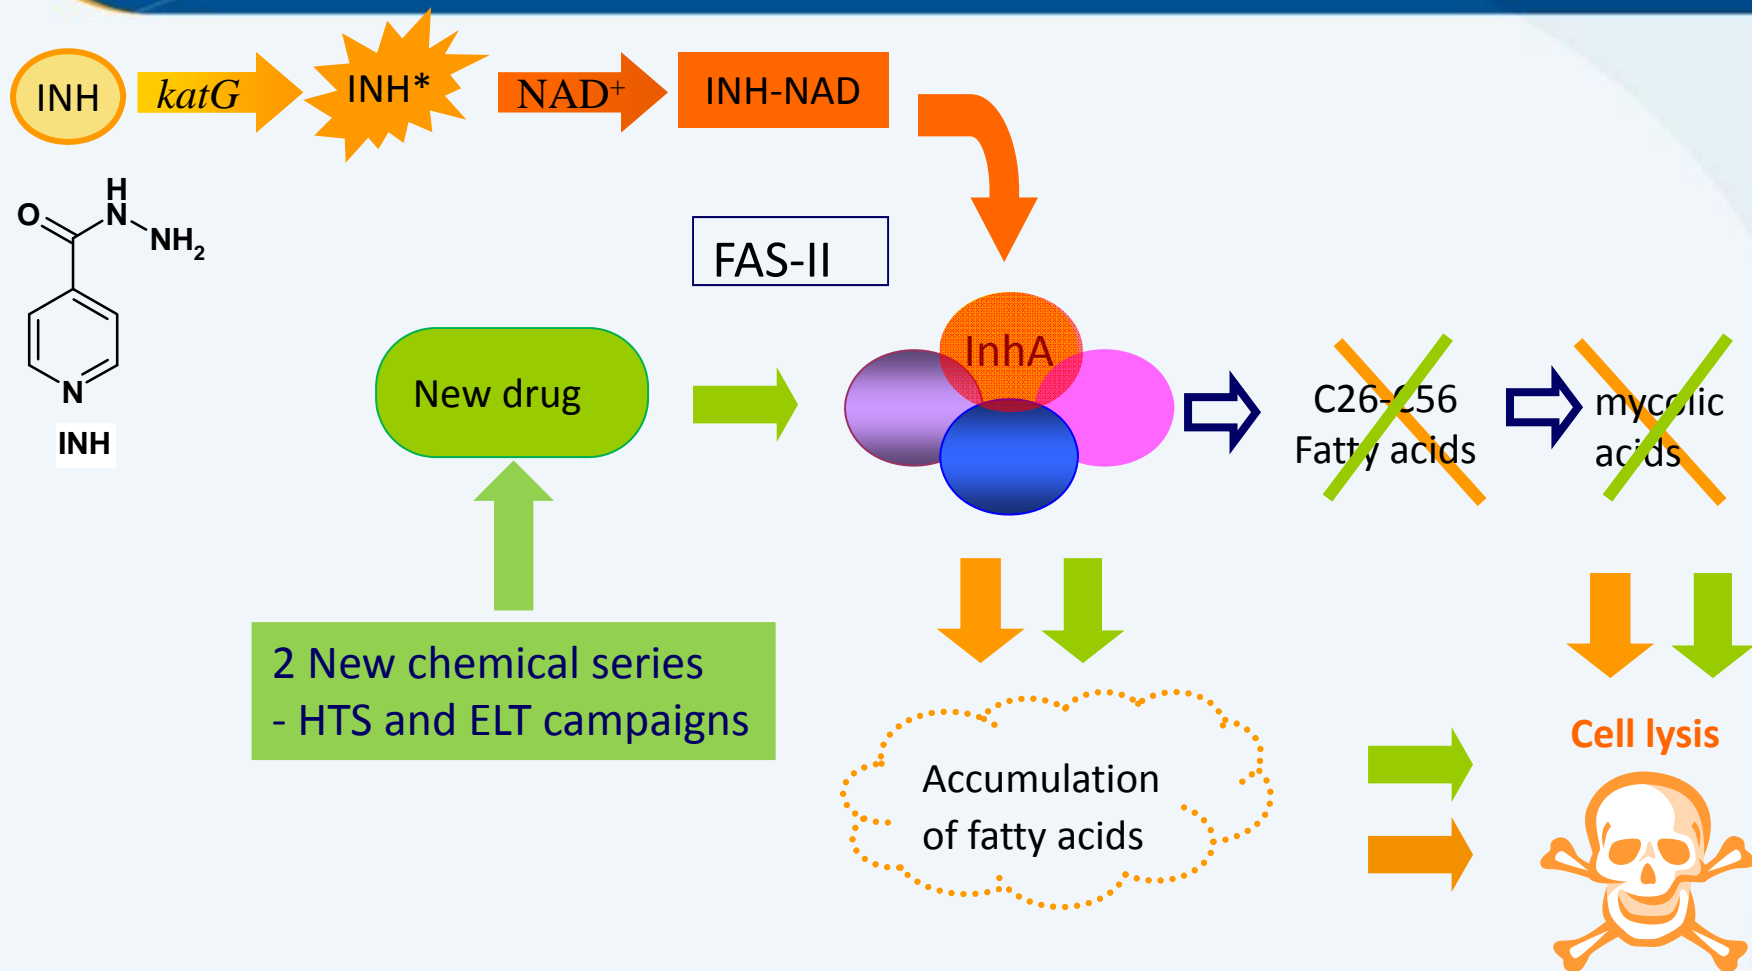 INH
katG
INH*
NAD+
INH-NAD
H
O
N
NH2
N
INH
FAS-II
InhA
New drug
C26-C56
Fatty acids
mycolic
acids
2 New chemical series
- HTS and ELT campaigns
Cell lysis
Accumulation
of fatty acids